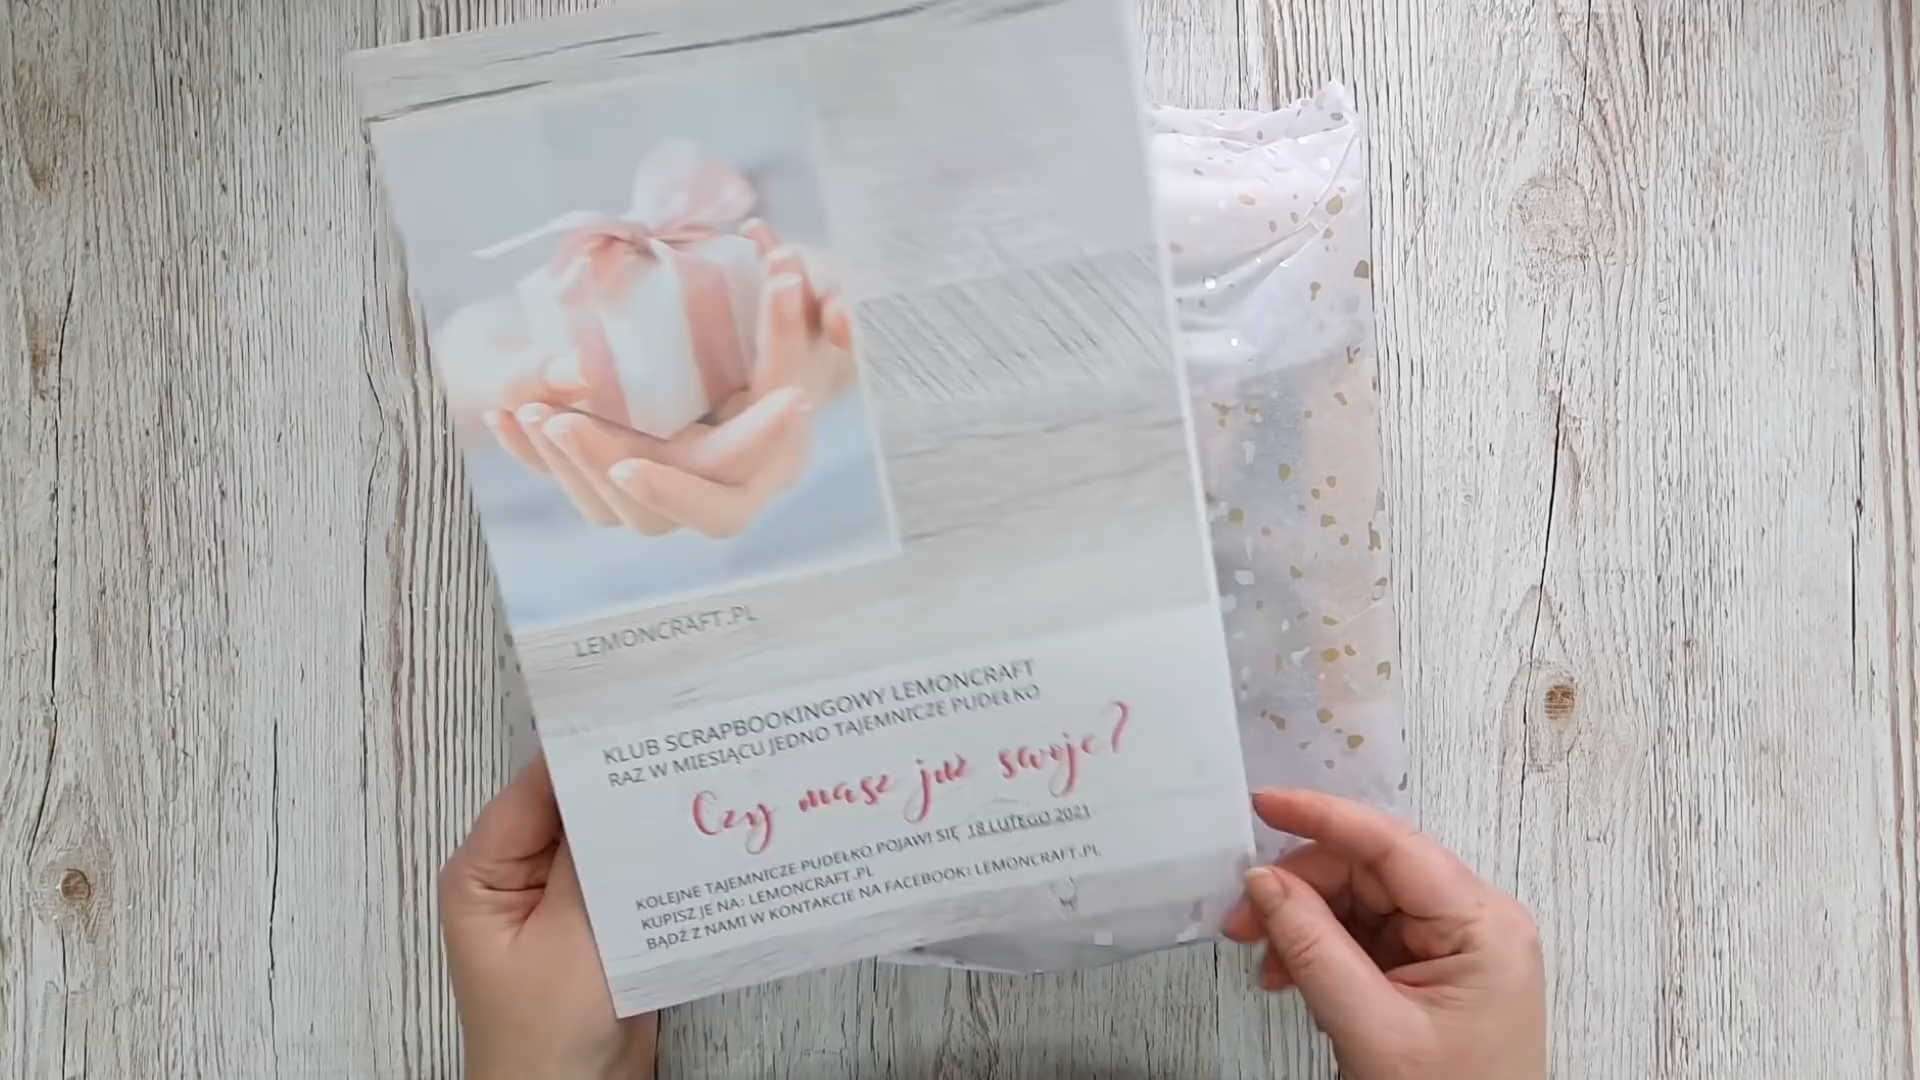 LEMONCRAFT.PL
KLUB SCRAPBOOKINGOWY LEMONCRAFT
RAZ W MIESIĄCU JEDNO TAJEMNICZE PUDEŁKO
Czy masz już swoje?
KOLEJNE TAJEMNICZE PUDEŁKO POJAWI SIĘ 18 LUTEGO 2021
KUPISZ JE NA: LEMONCRAFT.PL
BĄDŹ Z NAMI W KONTAKCIE NA FACEBOOK: LEMONCRAFT.PL